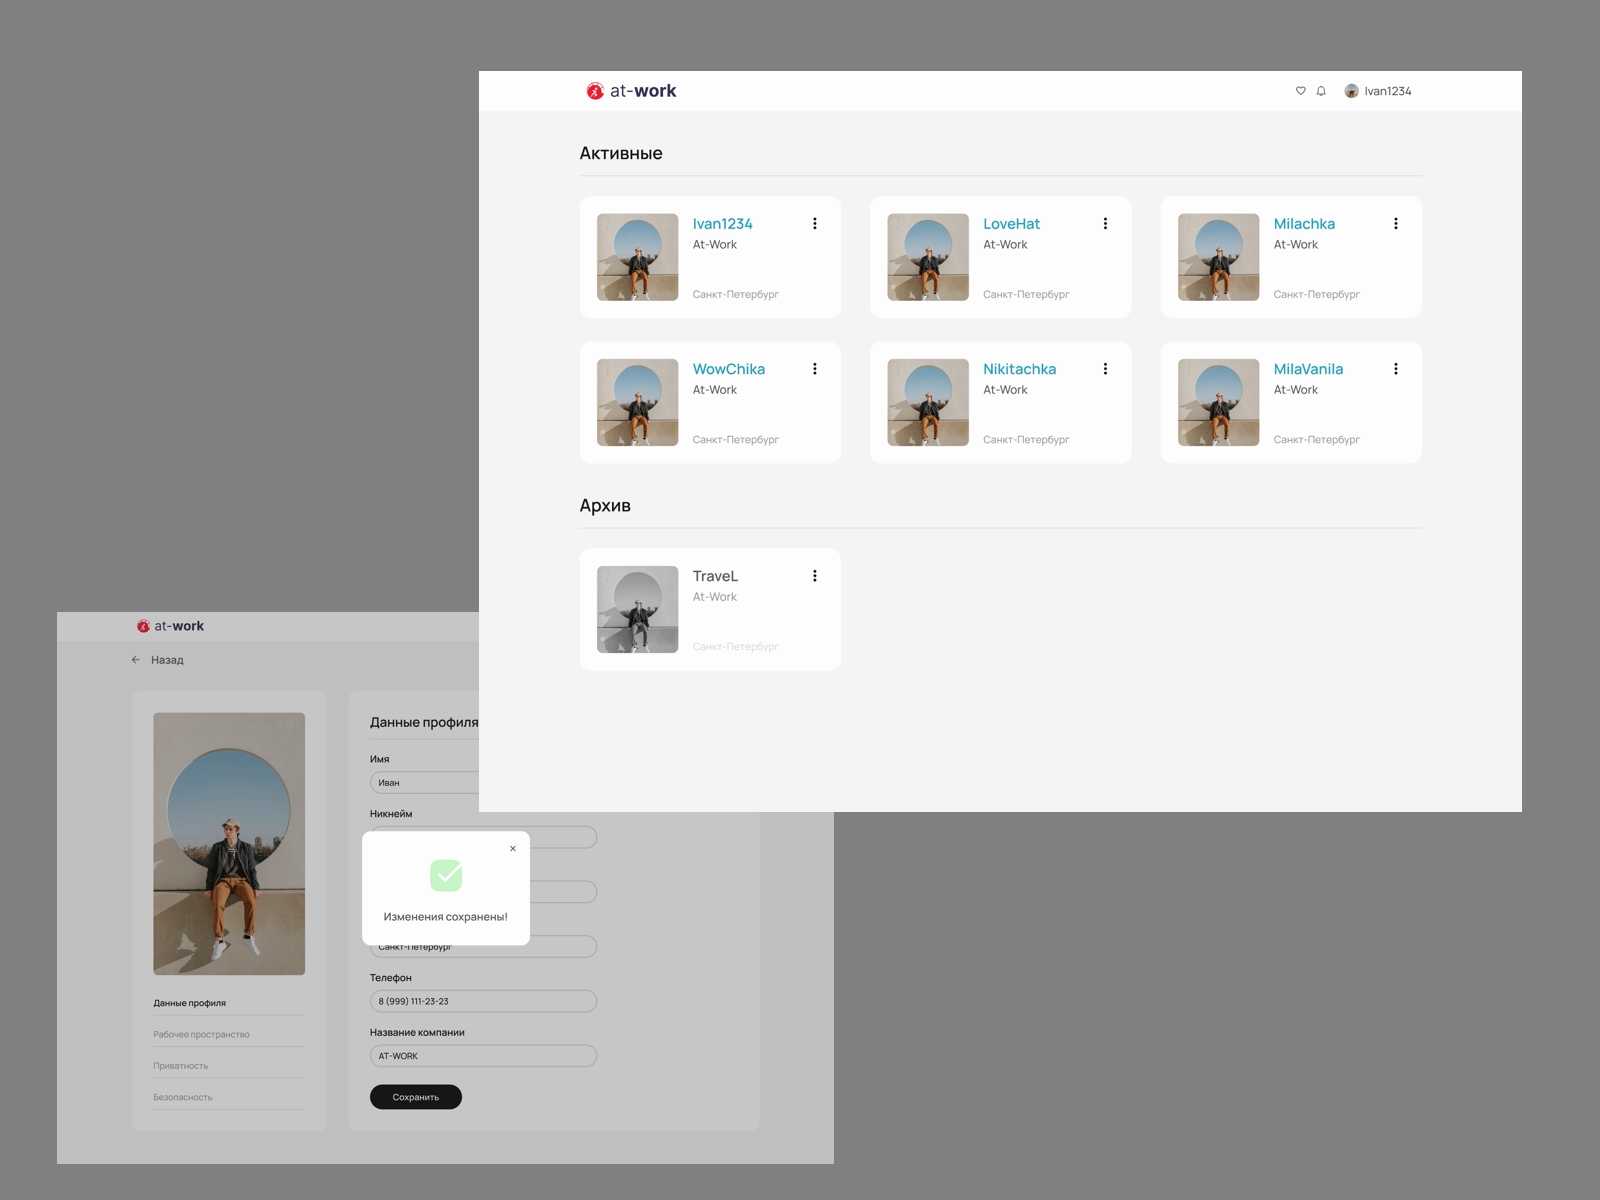 at-work
Ivan1234
Активные
Ivan1234
At-Work
Санкт-Петербург
LoveHat
At-Work
Санкт-Петербург
Milachka
At-Work
Санкт-Петербург
WowChika
At-Work
Санкт-Петербург
Nikitachka
At-Work
Санкт-Петербург
MilaVanila
At-Work
Санкт-Петербург
Архив
TraveL
At-Work
Санкт-Петербург
at-work
Назад
Данные профиля
Рабочее пространство
Приватность
Безопасность
Данные профиля
Имя
Иван
Никнейм
Изменения сохранены!
Санкт-Петербург
Телефон
8 (999) 111-23-23
Название компании
AT-WORK
Сохранить